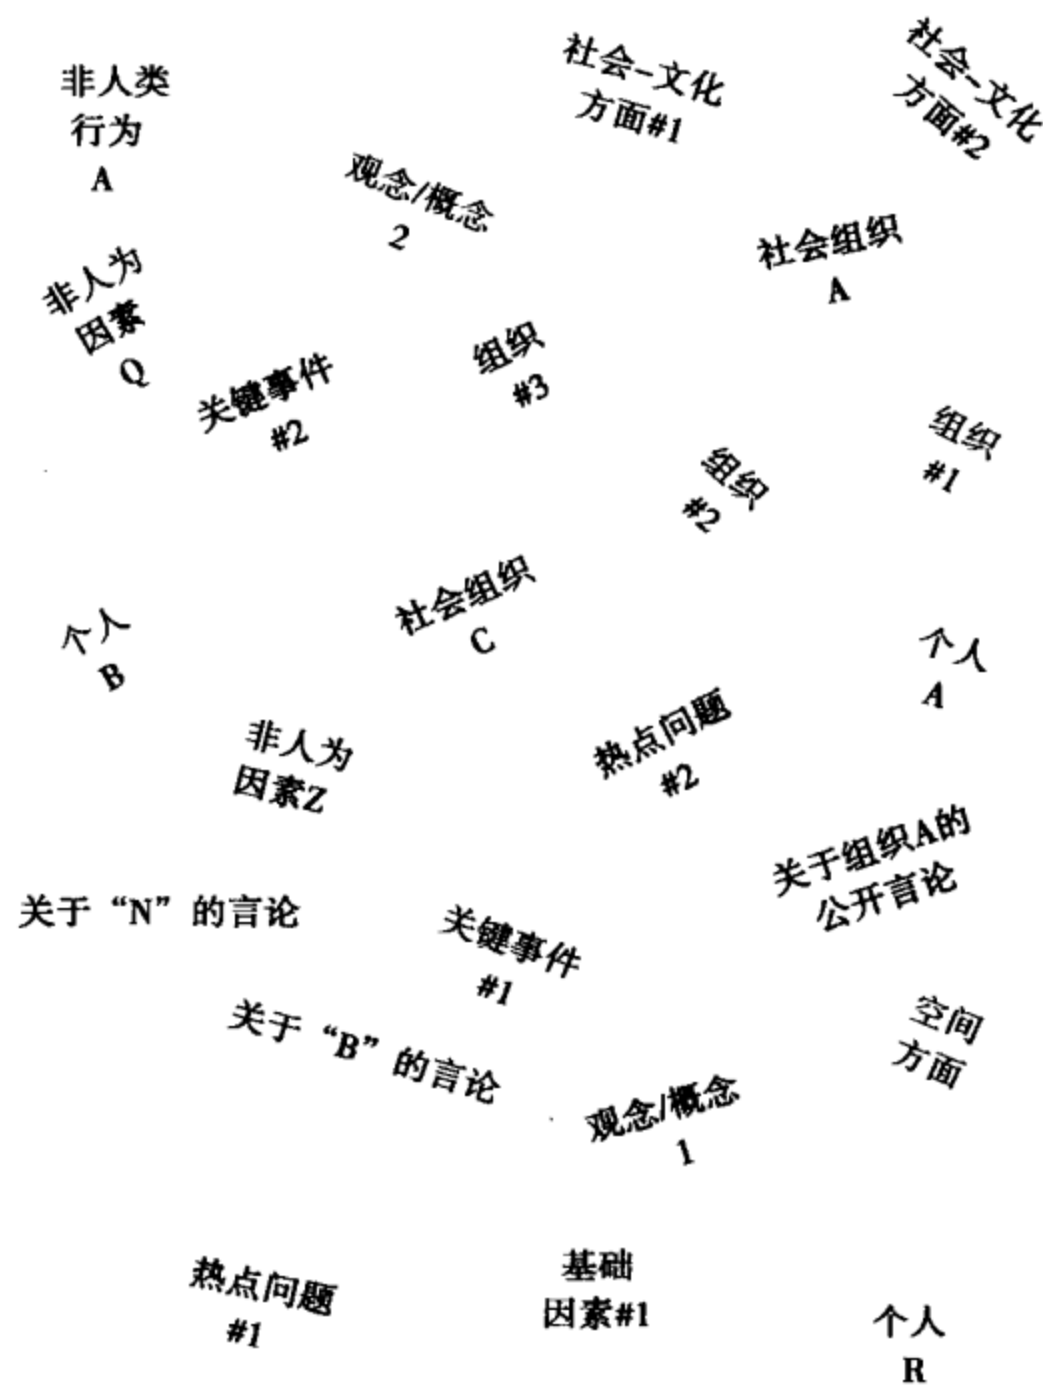 非人类
行为
A
社会-文化
方面#1
社会-文化
方面#2
观念/概念
2
社会组织
A
非人为
因素
Q
关键事件
#2
组织
#3
组织
#1
组织
#2
社会组织
C
个人
B
个人
A
非人为
因素Z
热点问题
#2
关于组织A的
公开言论
关于“N”的言论
关键事件
#1
关于“B”的言论
空间
方面
观念/概念
1
热点问题
#1
基础
因素#1
个人
R